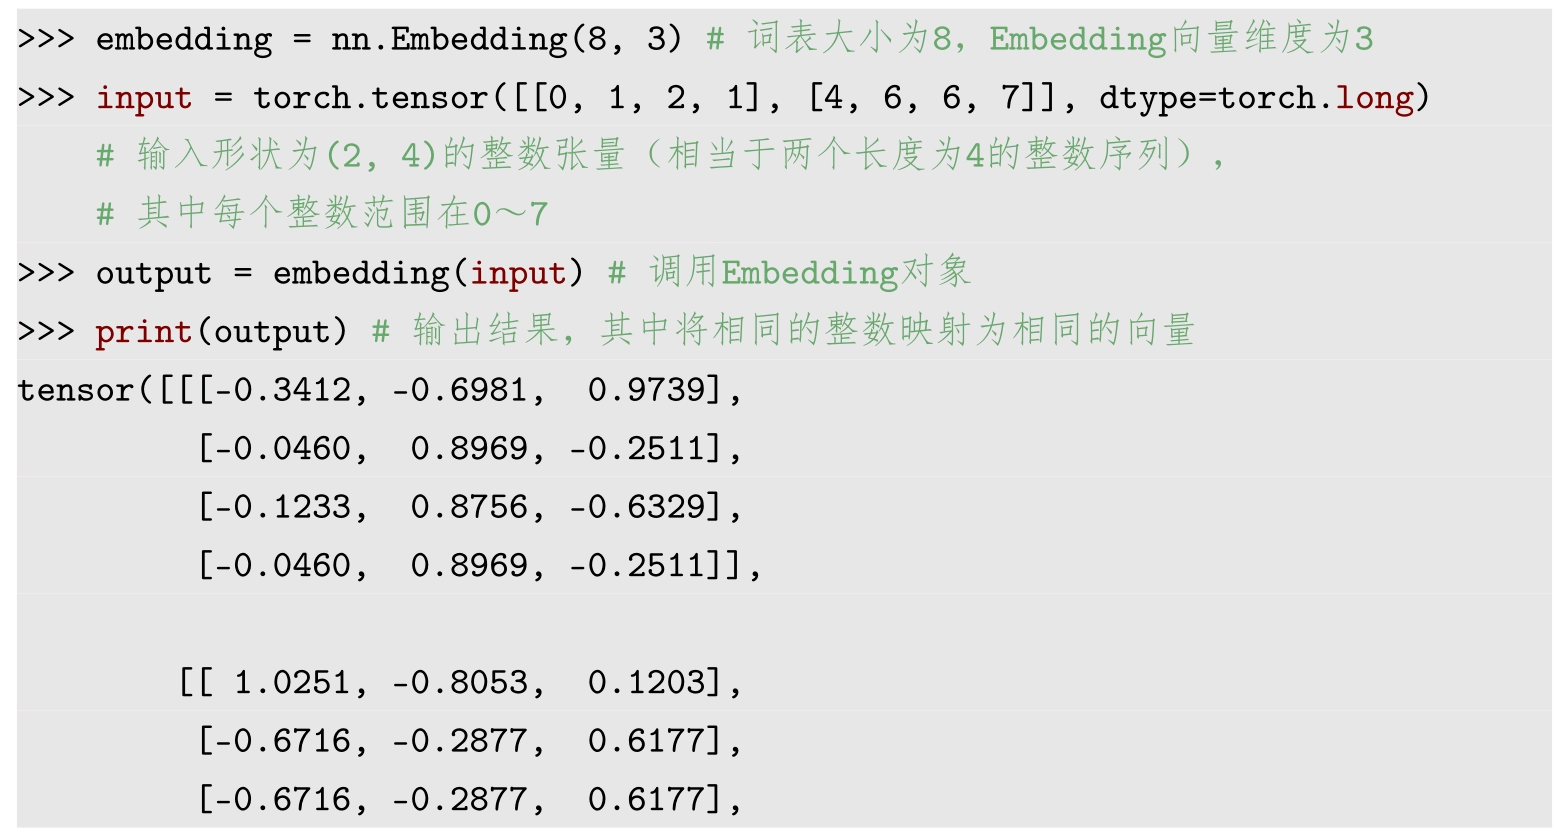 >>> embedding = nn.Embedding(8, 3) # 词表大小为8，Embedding向量维度为3
>>> input = torch.tensor([[0, 1, 2, 1], [4, 6, 6, 7]], dtype=torch.long)
    # 输入形状为(2, 4)的整数张量（相当于两个长度为4的整数序列），
    # 其中每个整数范围在0～7
>>> output = embedding(input) # 调用Embedding对象
>>> print(output) # 输出结果，其中将相同的整数映射为相同的向量
tensor([[[-0.3412, -0.6981,  0.9739],
         [-0.0460,  0.8969, -0.2511],
         [-0.1233,  0.8756, -0.6329],
         [-0.0460,  0.8969, -0.2511]],
        [[ 1.0251, -0.8053,  0.1203],
         [-0.6716, -0.2877,  0.6177],
         [-0.6716, -0.2877,  0.6177],